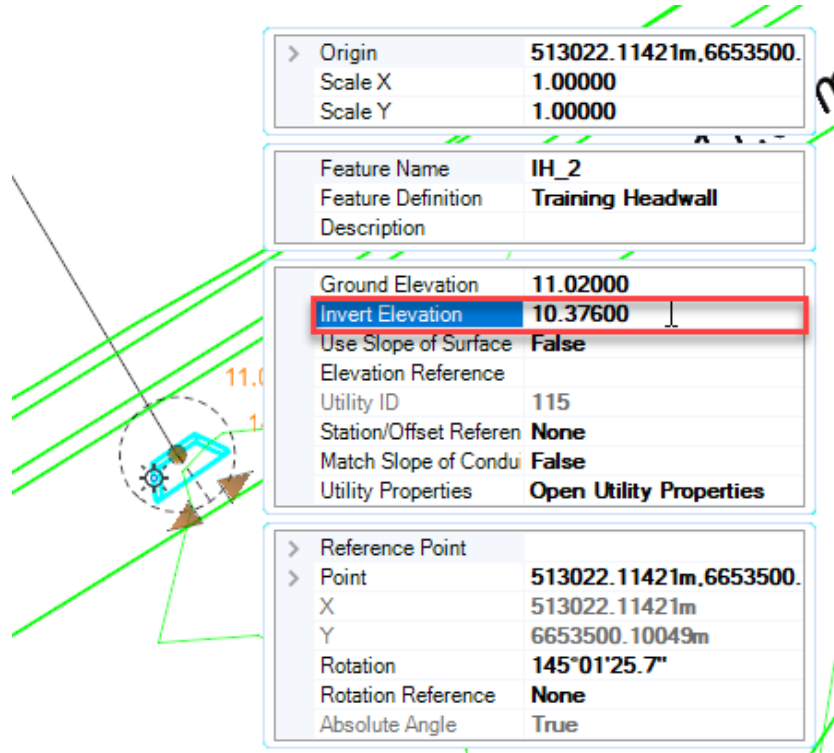 Origin 513022.11421m,6653500.
Scale X 1.00000
Scale Y 1.00000
Feature Name IH_2
Feature Definition Training Headwall
Description
Ground Elevation 11.02000
Invert Elevation 10.37600
Use Slope of Surface False
Elevation Reference
11.0
Utility ID 115
Station/Offset Referen None
Match Slope of Condui False
Utility Properties Open Utility Properties
Reference Point
Point 513022.11421m,6653500.
X 513022.11421m
Y 6653500.10049m
Rotation 145°01'25.7"
Rotation Reference None
Absolute Angle True